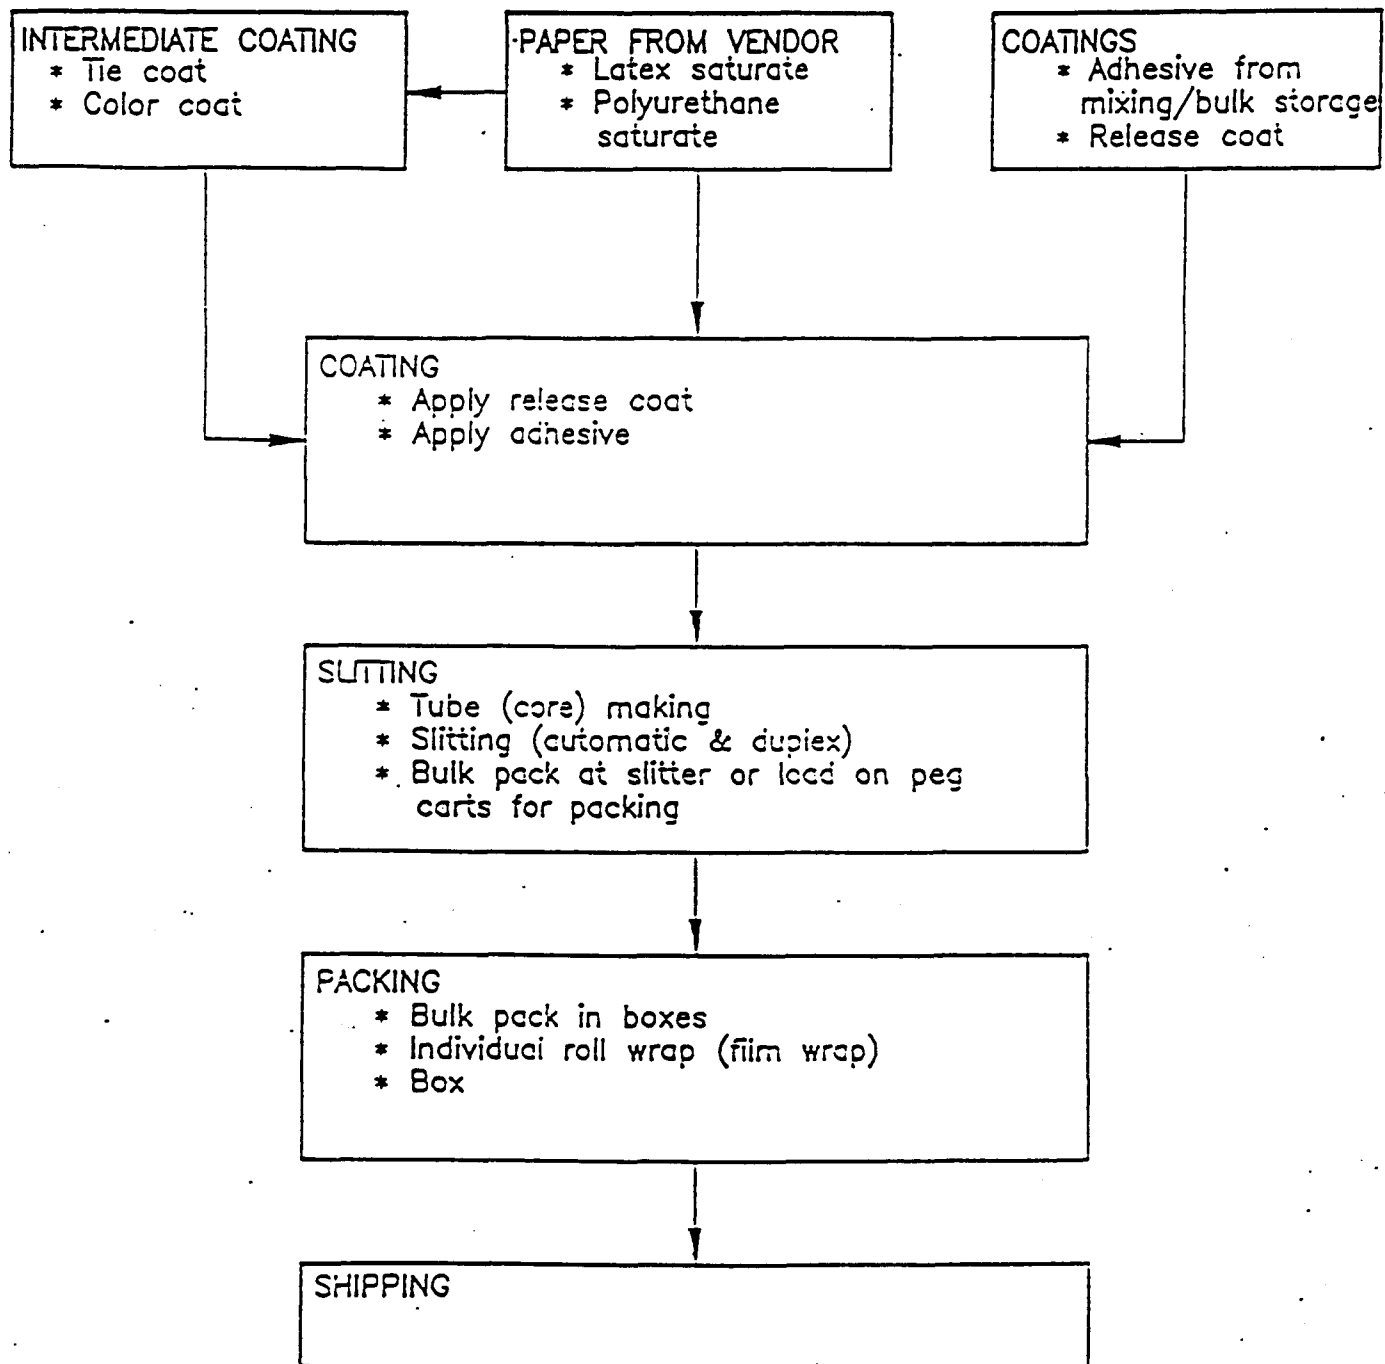 INTERMEDIATE COATING
* Tie coat
* Color coat
PAPER FROM VENDOR
* Latex saturate
* Polyurethane
saturate
COATINGS
* Adhesive from
mixing/bulk storage
* Release coat
COATING
* Apply release coat
* Apply adhesive
SLITTING
* Tube (core) making
* Slitting (automatic & duplex)
* Bulk pack at slitter or load on peg
carts for packing
PACKING
* Bulk pack in boxes
* Individual roll wrap (film wrap)
* Box
SHIPPING